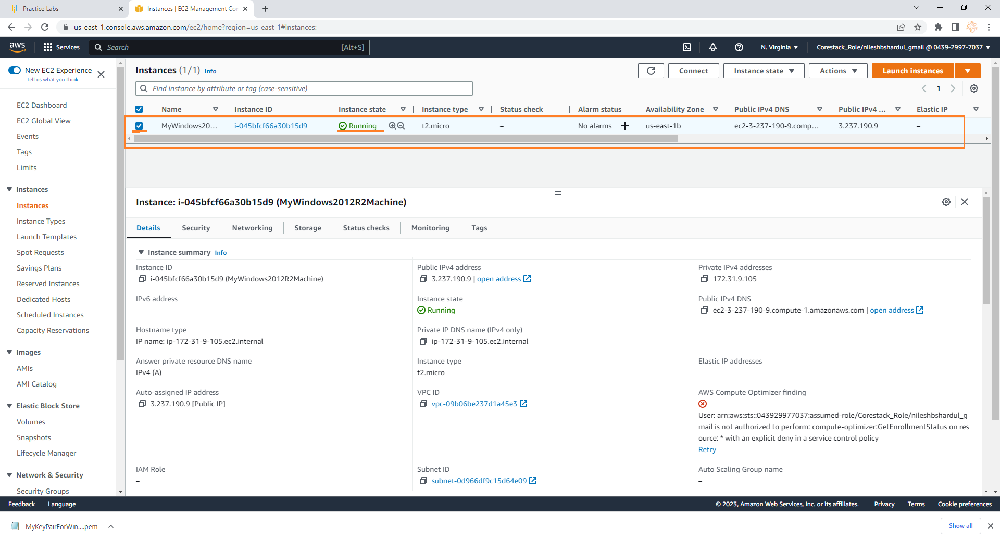 Practice Labs
Instances | EC2 Management Con
us-east-1.console.aws.amazon.com/ec2/home?region=us-east-1#Instances:
aws
Services
Search
[Alt+S]
N. Virginia
Corestack_Role/nileshbshardul_gmail @ 0439-2997-7037
New EC2 Experience
Tell us what you think
EC2 Dashboard
EC2 Global View
Events
Tags
Limits
Instances
Instances
Instance Types
Launch Templates
Spot Requests
Savings Plans
Reserved Instances
Dedicated Hosts
Scheduled Instances
Capacity Reservations
Images
AMIs
AMI Catalog
Elastic Block Store
Volumes
Snapshots
Lifecycle Manager
Network & Security
Security Groups
Instances (1/1) Info
Connect
Instance state
Actions
Launch instances
Find instance by attribute or tag (case-sensitive)
1
Name Instance ID Instance state Instance type Status check Alarm status Availability Zone Public IPv4 DNS Public IPv4 ... Elastic IP
MyWindows20... i-045bfcf66a30b15d9 Running t2.micro – No alarms + us-east-1b ec2-3-237-190-9.comp... 3.237.190.9 –
Instance: i-045bfcf66a30b15d9 (MyWindows2012R2Machine)
Details Security Networking Storage Status checks Monitoring Tags
Instance summary Info
Instance ID
i-045bfcf66a30b15d9 (MyWindows2012R2Machine)
Public IPv4 address
3.237.190.9 | open address
Private IPv4 addresses
172.31.9.105
IPv6 address
–
Instance state
Running
Public IPv4 DNS
ec2-3-237-190-9.compute-1.amazonaws.com | open address
Hostname type
IP name: ip-172-31-9-105.ec2.internal
Private IP DNS name (IPv4 only)
ip-172-31-9-105.ec2.internal
Answer private resource DNS name
IPv4 (A)
Instance type
t2.micro
Elastic IP addresses
–
Auto-assigned IP address
3.237.190.9 [Public IP]
VPC ID
vpc-09b06be237d1a45e3
AWS Compute Optimizer finding
User: arn:aws:sts::043929977037:assumed-role/Corestack_Role/nileshbshardul_g
mail is not authorized to perform: compute-optimizer:GetEnrollmentStatus on res
ource: * with an explicit deny in a service control policy
Retry
IAM Role
–
Subnet ID
subnet-0d966df9c15d64e09
Auto Scaling Group name
–
Feedback
Language
© 2023, Amazon Web Services, Inc. or its affiliates.
Privacy
Terms
Cookie preferences
MyKeyPairForWin....pem
Show all